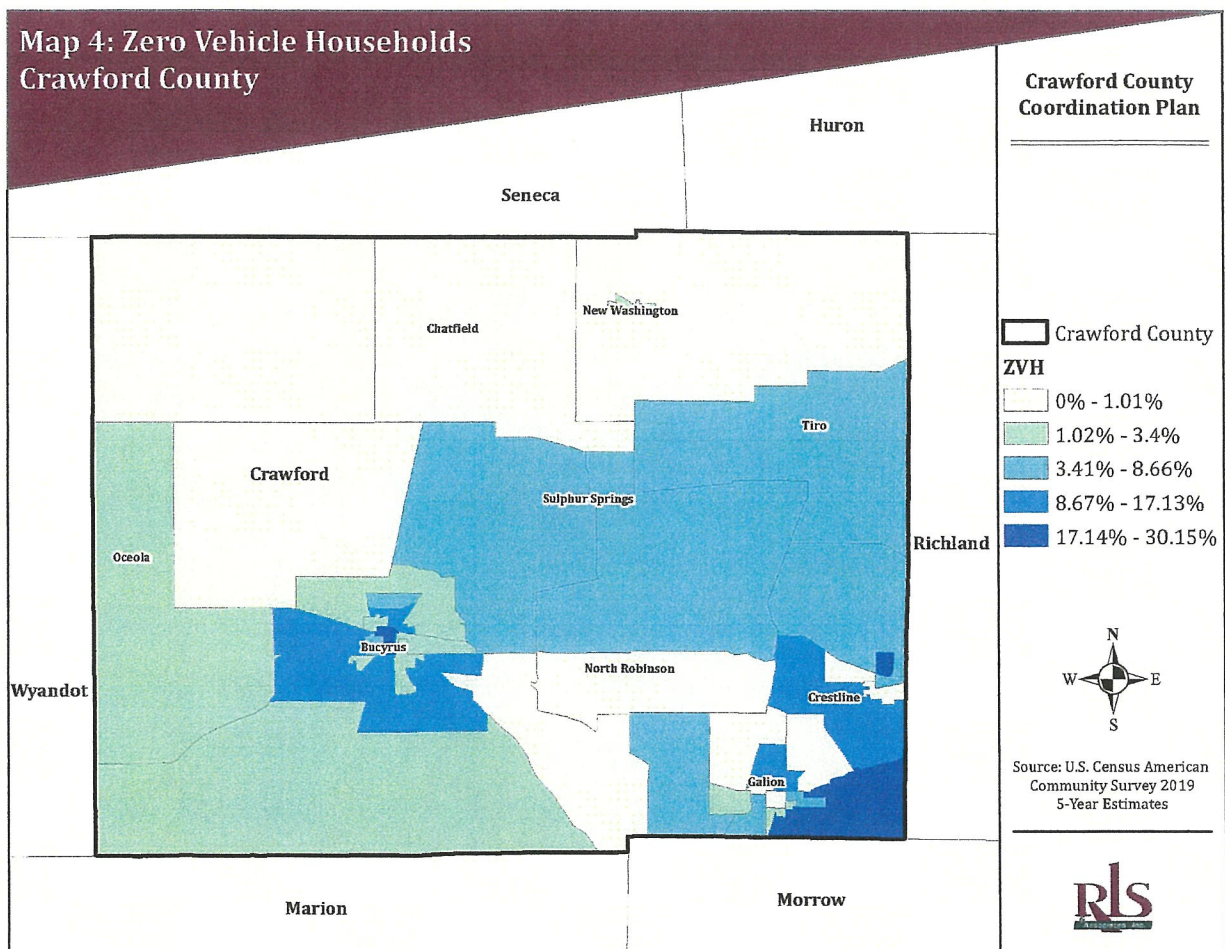 Map 4: Zero Vehicle Households
Crawford County
Crawford County
Coordination Plan
Huron
Seneca
New Washington
Chatfield
Crawford County
ZVH
0% - 1.01%
1.02% - 3.4%
3.41% - 8.66%
8.67% - 17.13%
17.14% - 30.15%
Tiro
Crawford
Sulphur Springs
Oceola
Richland
Bucyrus
North Robinson
Wyandot
Crestline
N
W
E
S
Galion
Source: U.S. Census American
Community Survey 2019
5-Year Estimates
Marion
Morrow
RLS
& Associates, Inc.